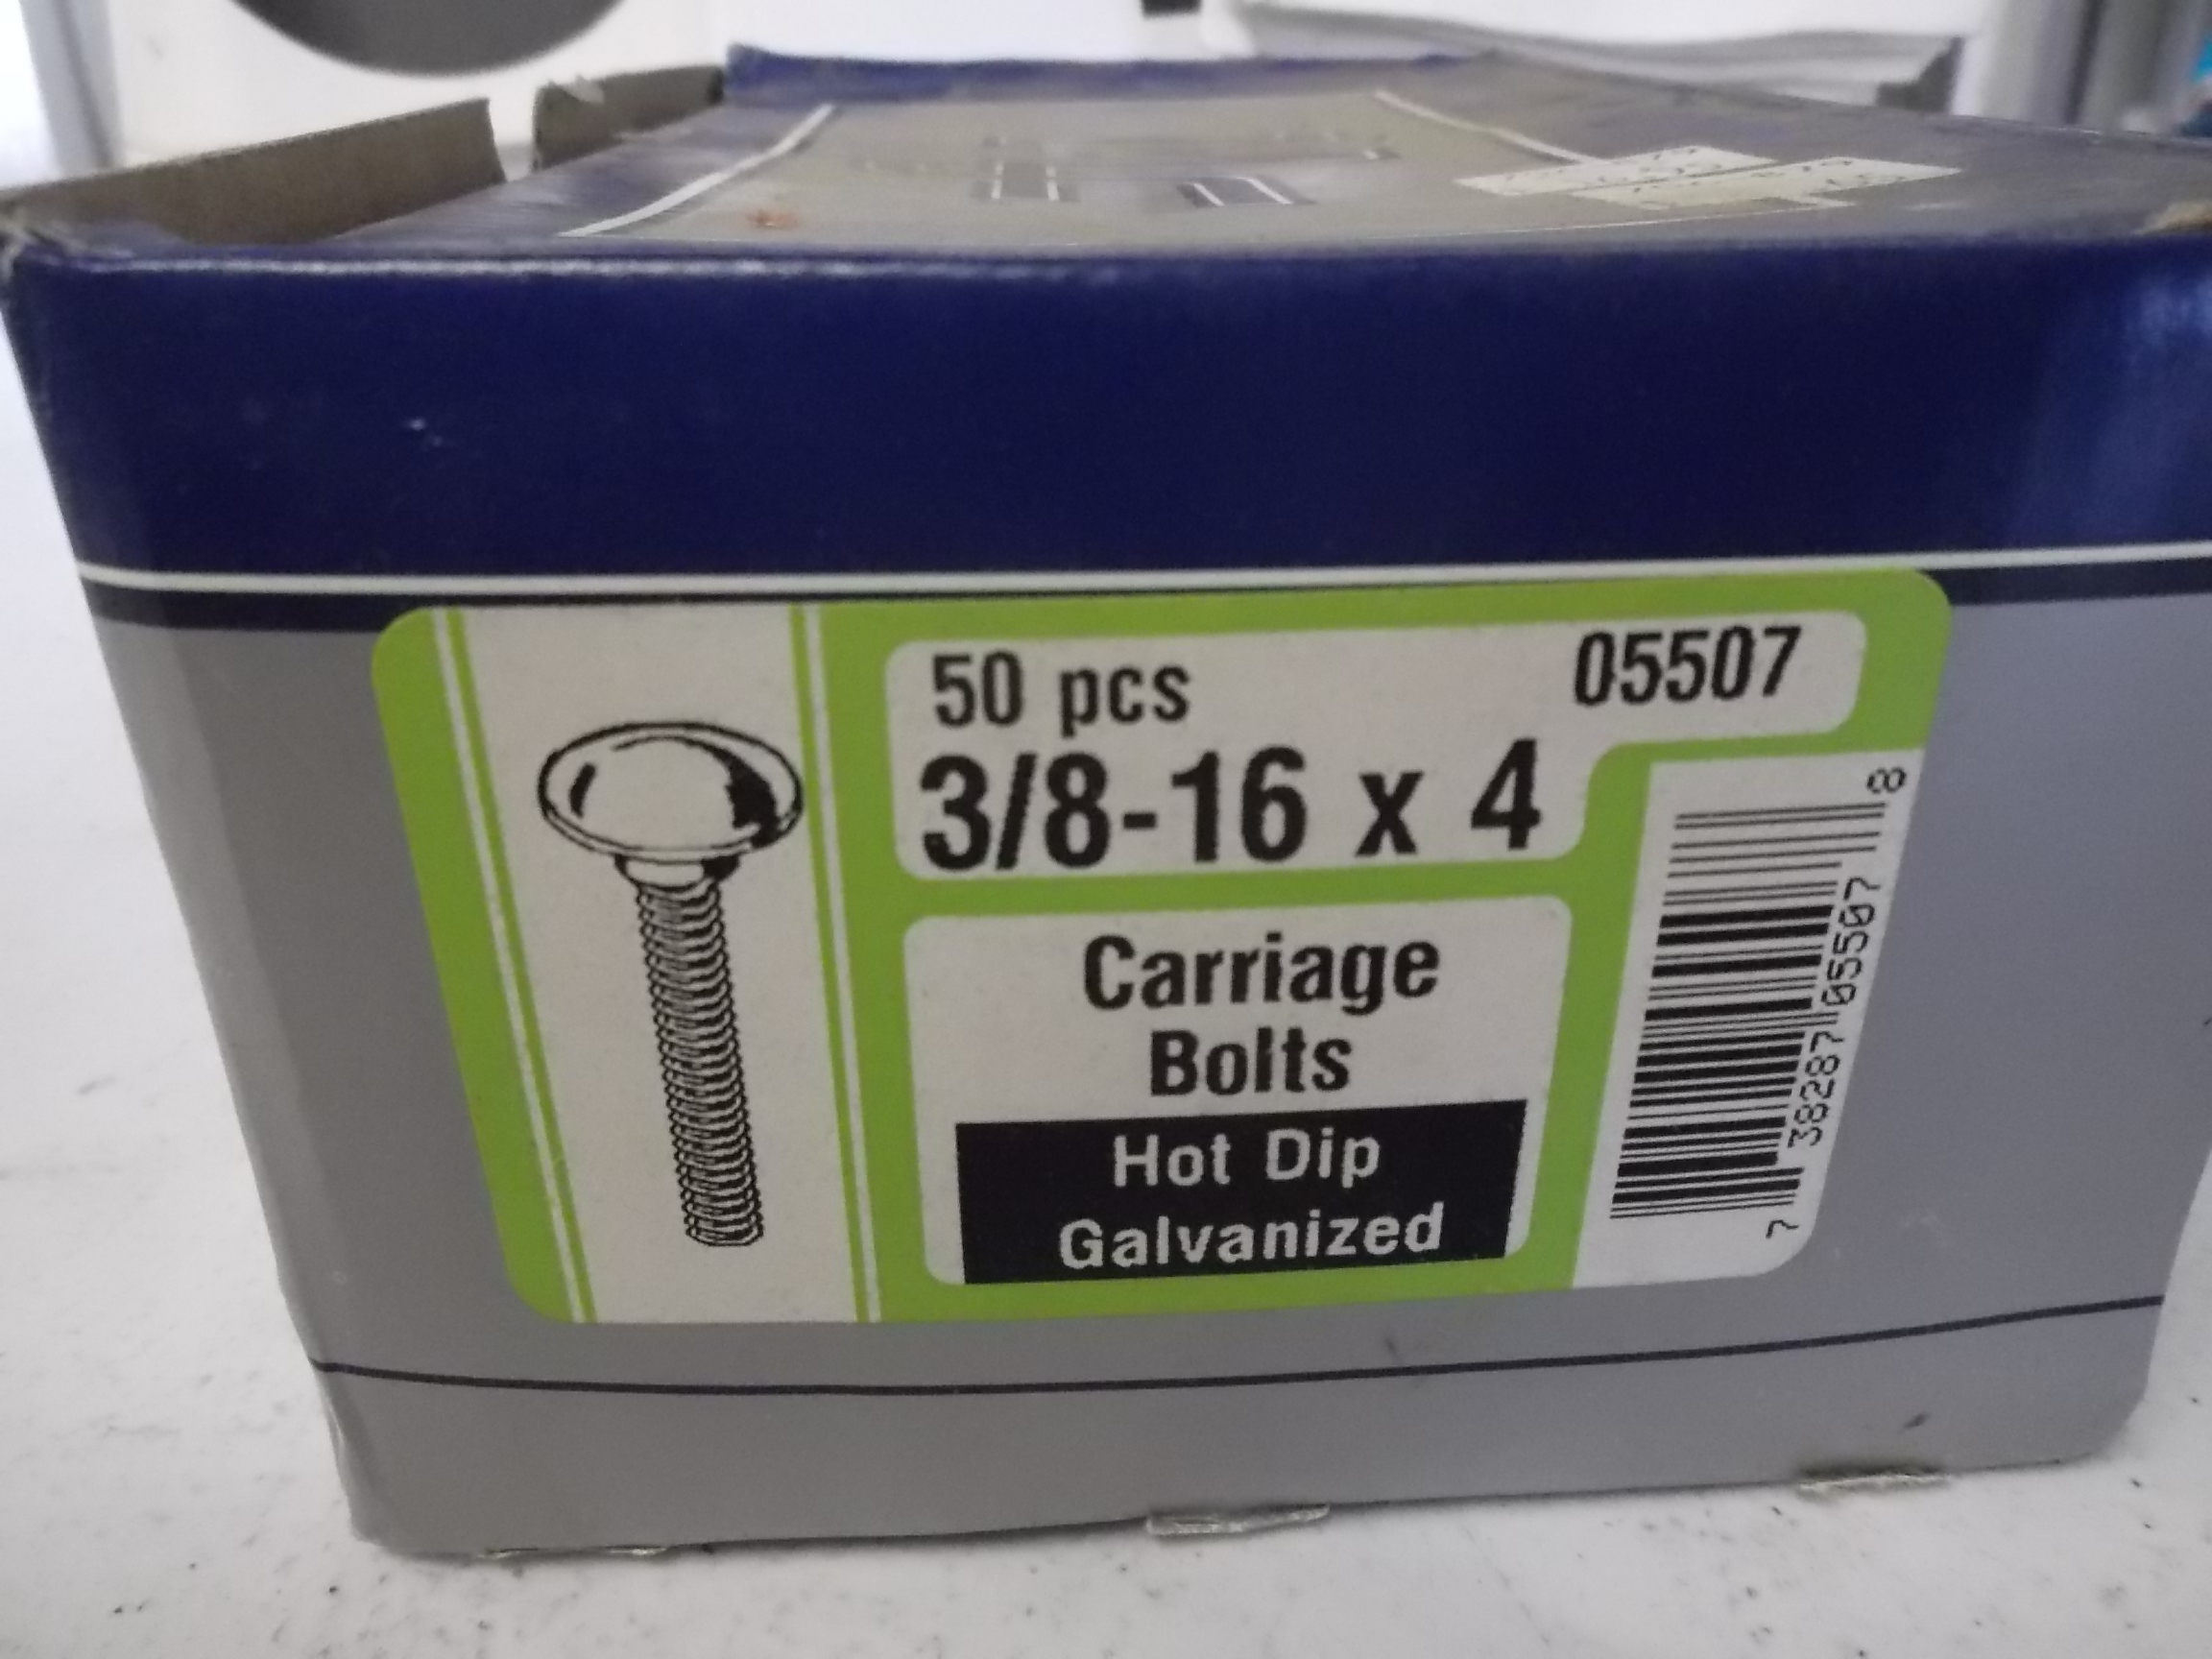 50 pcs
05507
3/8-16 x 4
Carriage
Bolts
Hot Dip
Galvanized
7 38287 05507 8